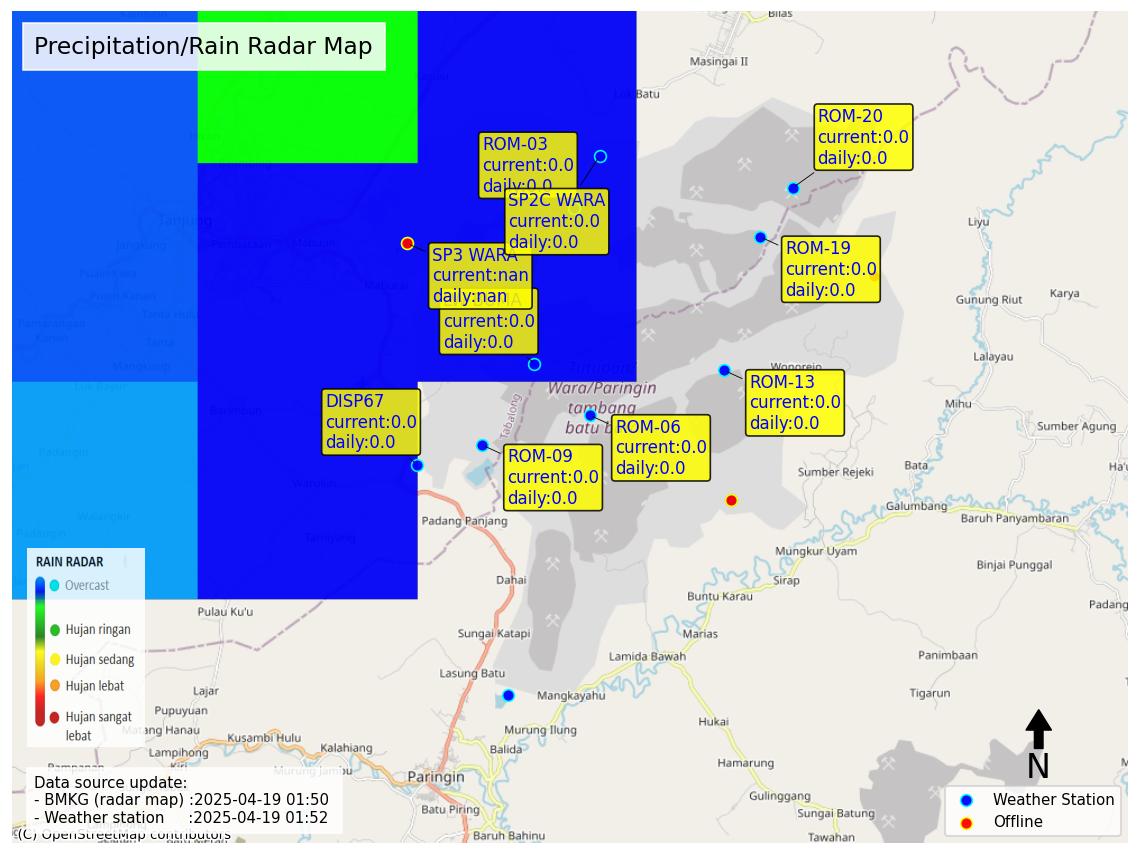 Precipitation/Rain Radar Map
Bilas
Masingai II
Batu
ROM-20
current:0.0
daily:0.0
ROM-03
current:0.0
daily:0.0
SP2C WARA
current:0.0
daily:0.0
Tanjung
Liyu
ROM-19
current:0.0
daily:0.0
SP3 WARA
current:nan
daily:nan
current:0.0
daily:0.0
Gunung Riut
Karya
Lalayau
Wonorejo
Wara/Paringin
tambang
batu b
Tabalong
ROM-13
current:0.0
daily:0.0
Mihu
DISP67
current:0.0
daily:0.0
ROM-06
current:0.0
daily:0.0
Sumber Agung
ROM-09
current:0.0
daily:0.0
Sumber Rejeki
Bata
Ha'u
Galumbang
Baruh Panyambaran
Padang Panjang
Mungkur Uyam
Binjai Punggal
Dahai
Sirap
Buntu Karau
Padang
Pulau Ku'u
Sungai Katapi
Marias
Lamida Bawah
Panimbaan
Lasung Batu
Tigarun
Lajar
Mangkayahu
Pupuyuan
Hukai
Matang Hanau
Kusambi Hulu
Murung Ilung
Lampihong
Kalahiang
Balida
Hamarung
Murung Jambu
Paringin
Gulinggang
Batu Piring
Sungai Batung
Baruh Bahinu
Tawahan
RAIN RADAR
Overcast
Hujan ringan
Hujan sedang
Hujan lebat
Hujan sangat
lebat
Data source update:
- BMKG (radar map) :2025-04-19 01:50
- Weather station :2025-04-19 01:52
(C) OpenStreetMap contributors
N
Weather Station
Offline